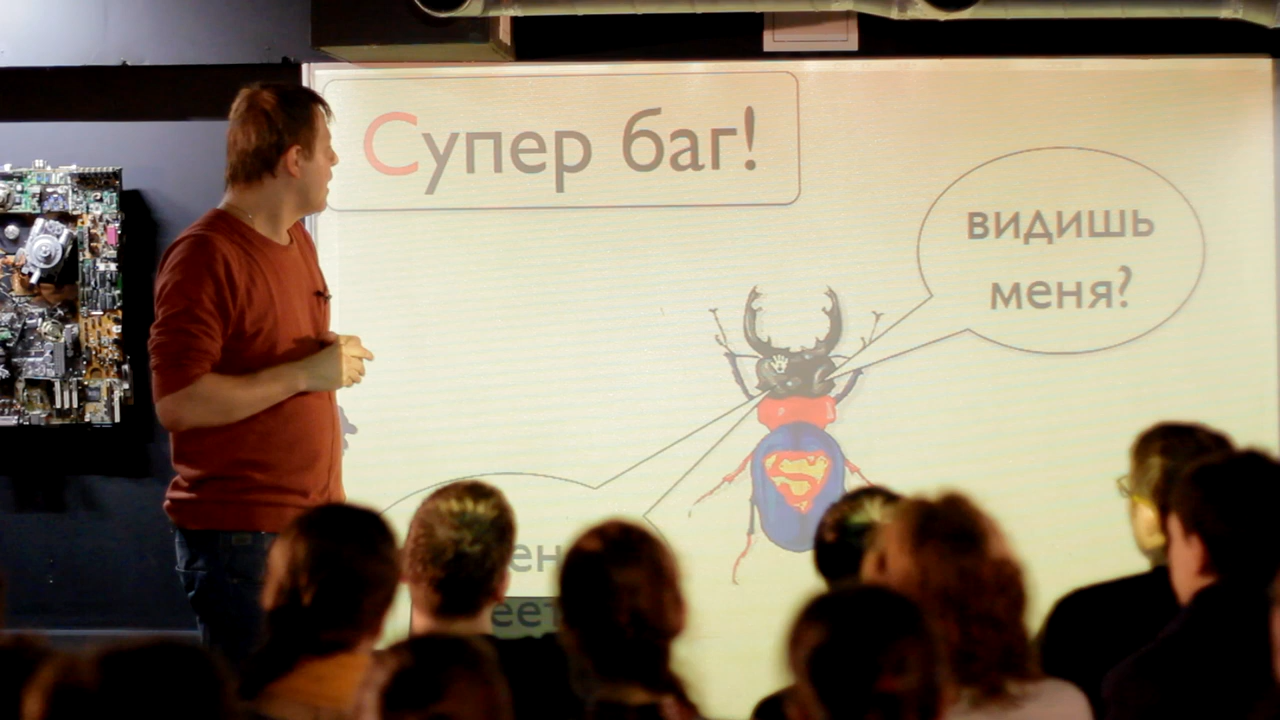 Супер баг!
видишь
меня?